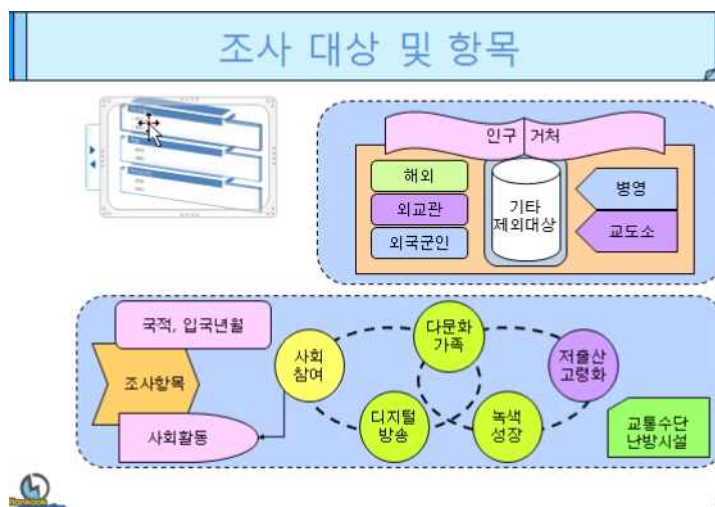 조사 대상 및 항목
인구 거처
해외
외교관
외국군인
기타
제외대상
병영
교도소
국적, 입국년월
조사항목
사회활동
사회
참여
다문화
가족
디지털
방송
녹색
성장
저출산
고령화
교통수단
난방시설